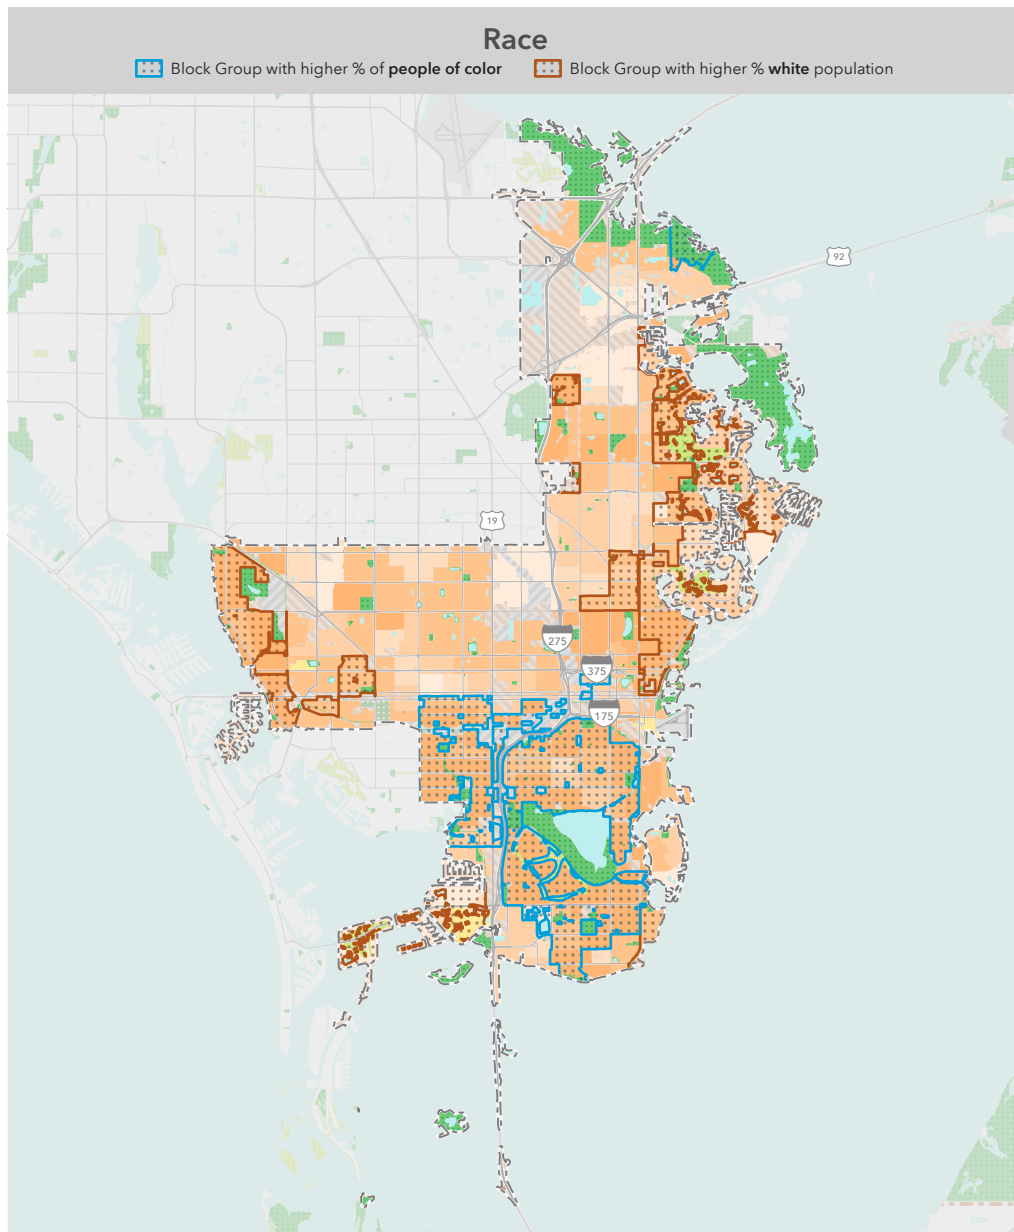 Race
Block Group with higher % of people of color
Block Group with higher % white population
92
19
275
375
175